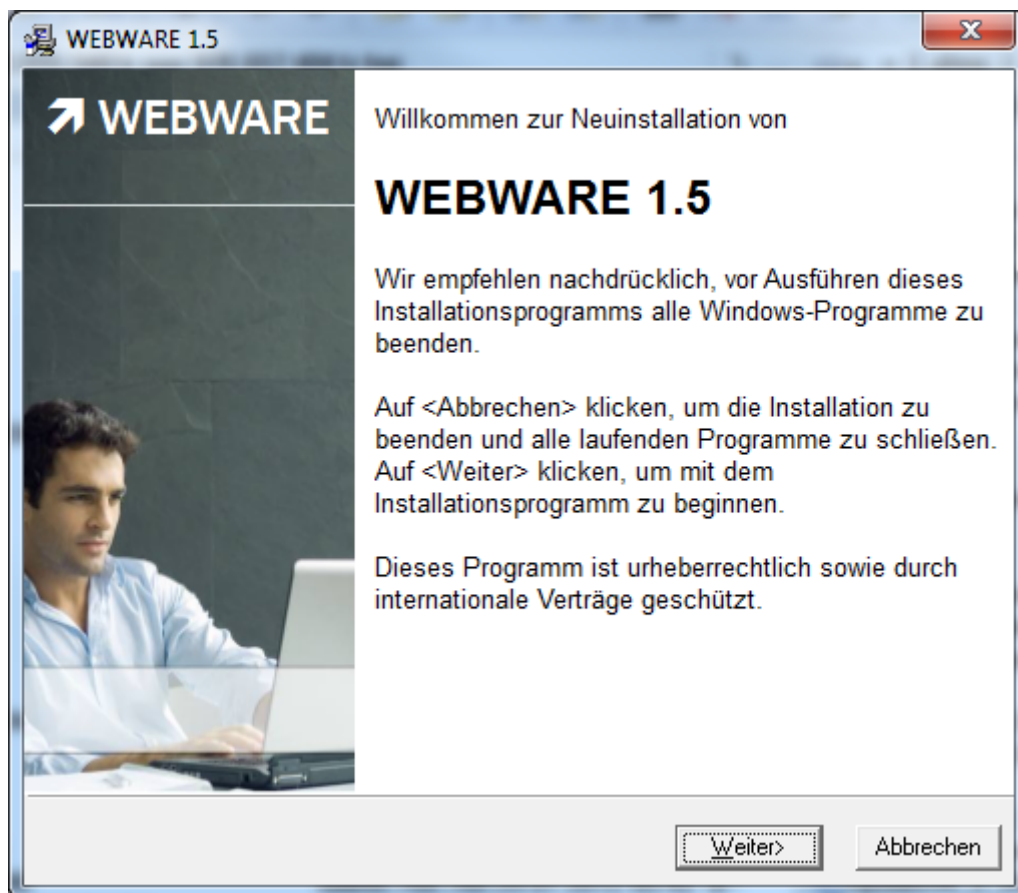 WEBWARE 1.5
WEBWARE
Willkommen zur Neuinstallation von
WEBWARE 1.5
Wir empfehlen nachdrücklich, vor Ausführen dieses
Installationsprogramms alle Windows-Programme zu
beenden.
Auf <Abbrechen> klicken, um die Installation zu
beenden und alle laufenden Programme zu schließen.
Auf <Weiter> klicken, um mit dem
Installationsprogramm zu beginnen.
Dieses Programm ist urheberrechtlich sowie durch
internationale Verträge geschützt.
Weiter>
Abbrechen